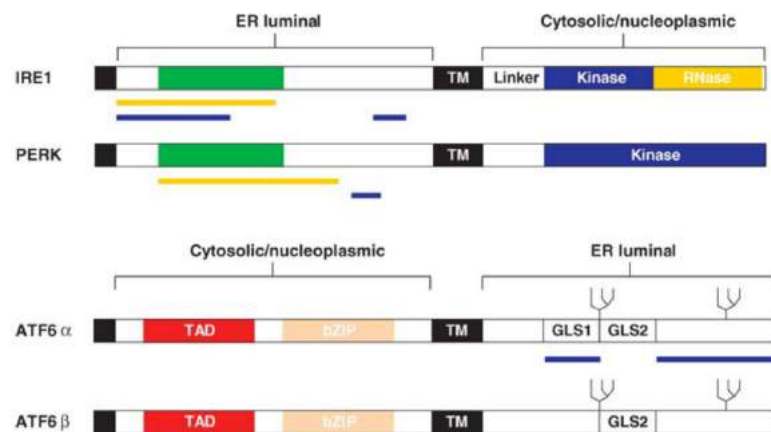 ER luminal Cytosolic/nucleoplasmic
IRE1 TM Linker Kinase RNase
PERK TM Kinase
Cytosolic/nucleoplasmic ER luminal
ATF6 α TAD bZIP TM GLS1 GLS2
ATF6 β TAD bZIP TM GLS2